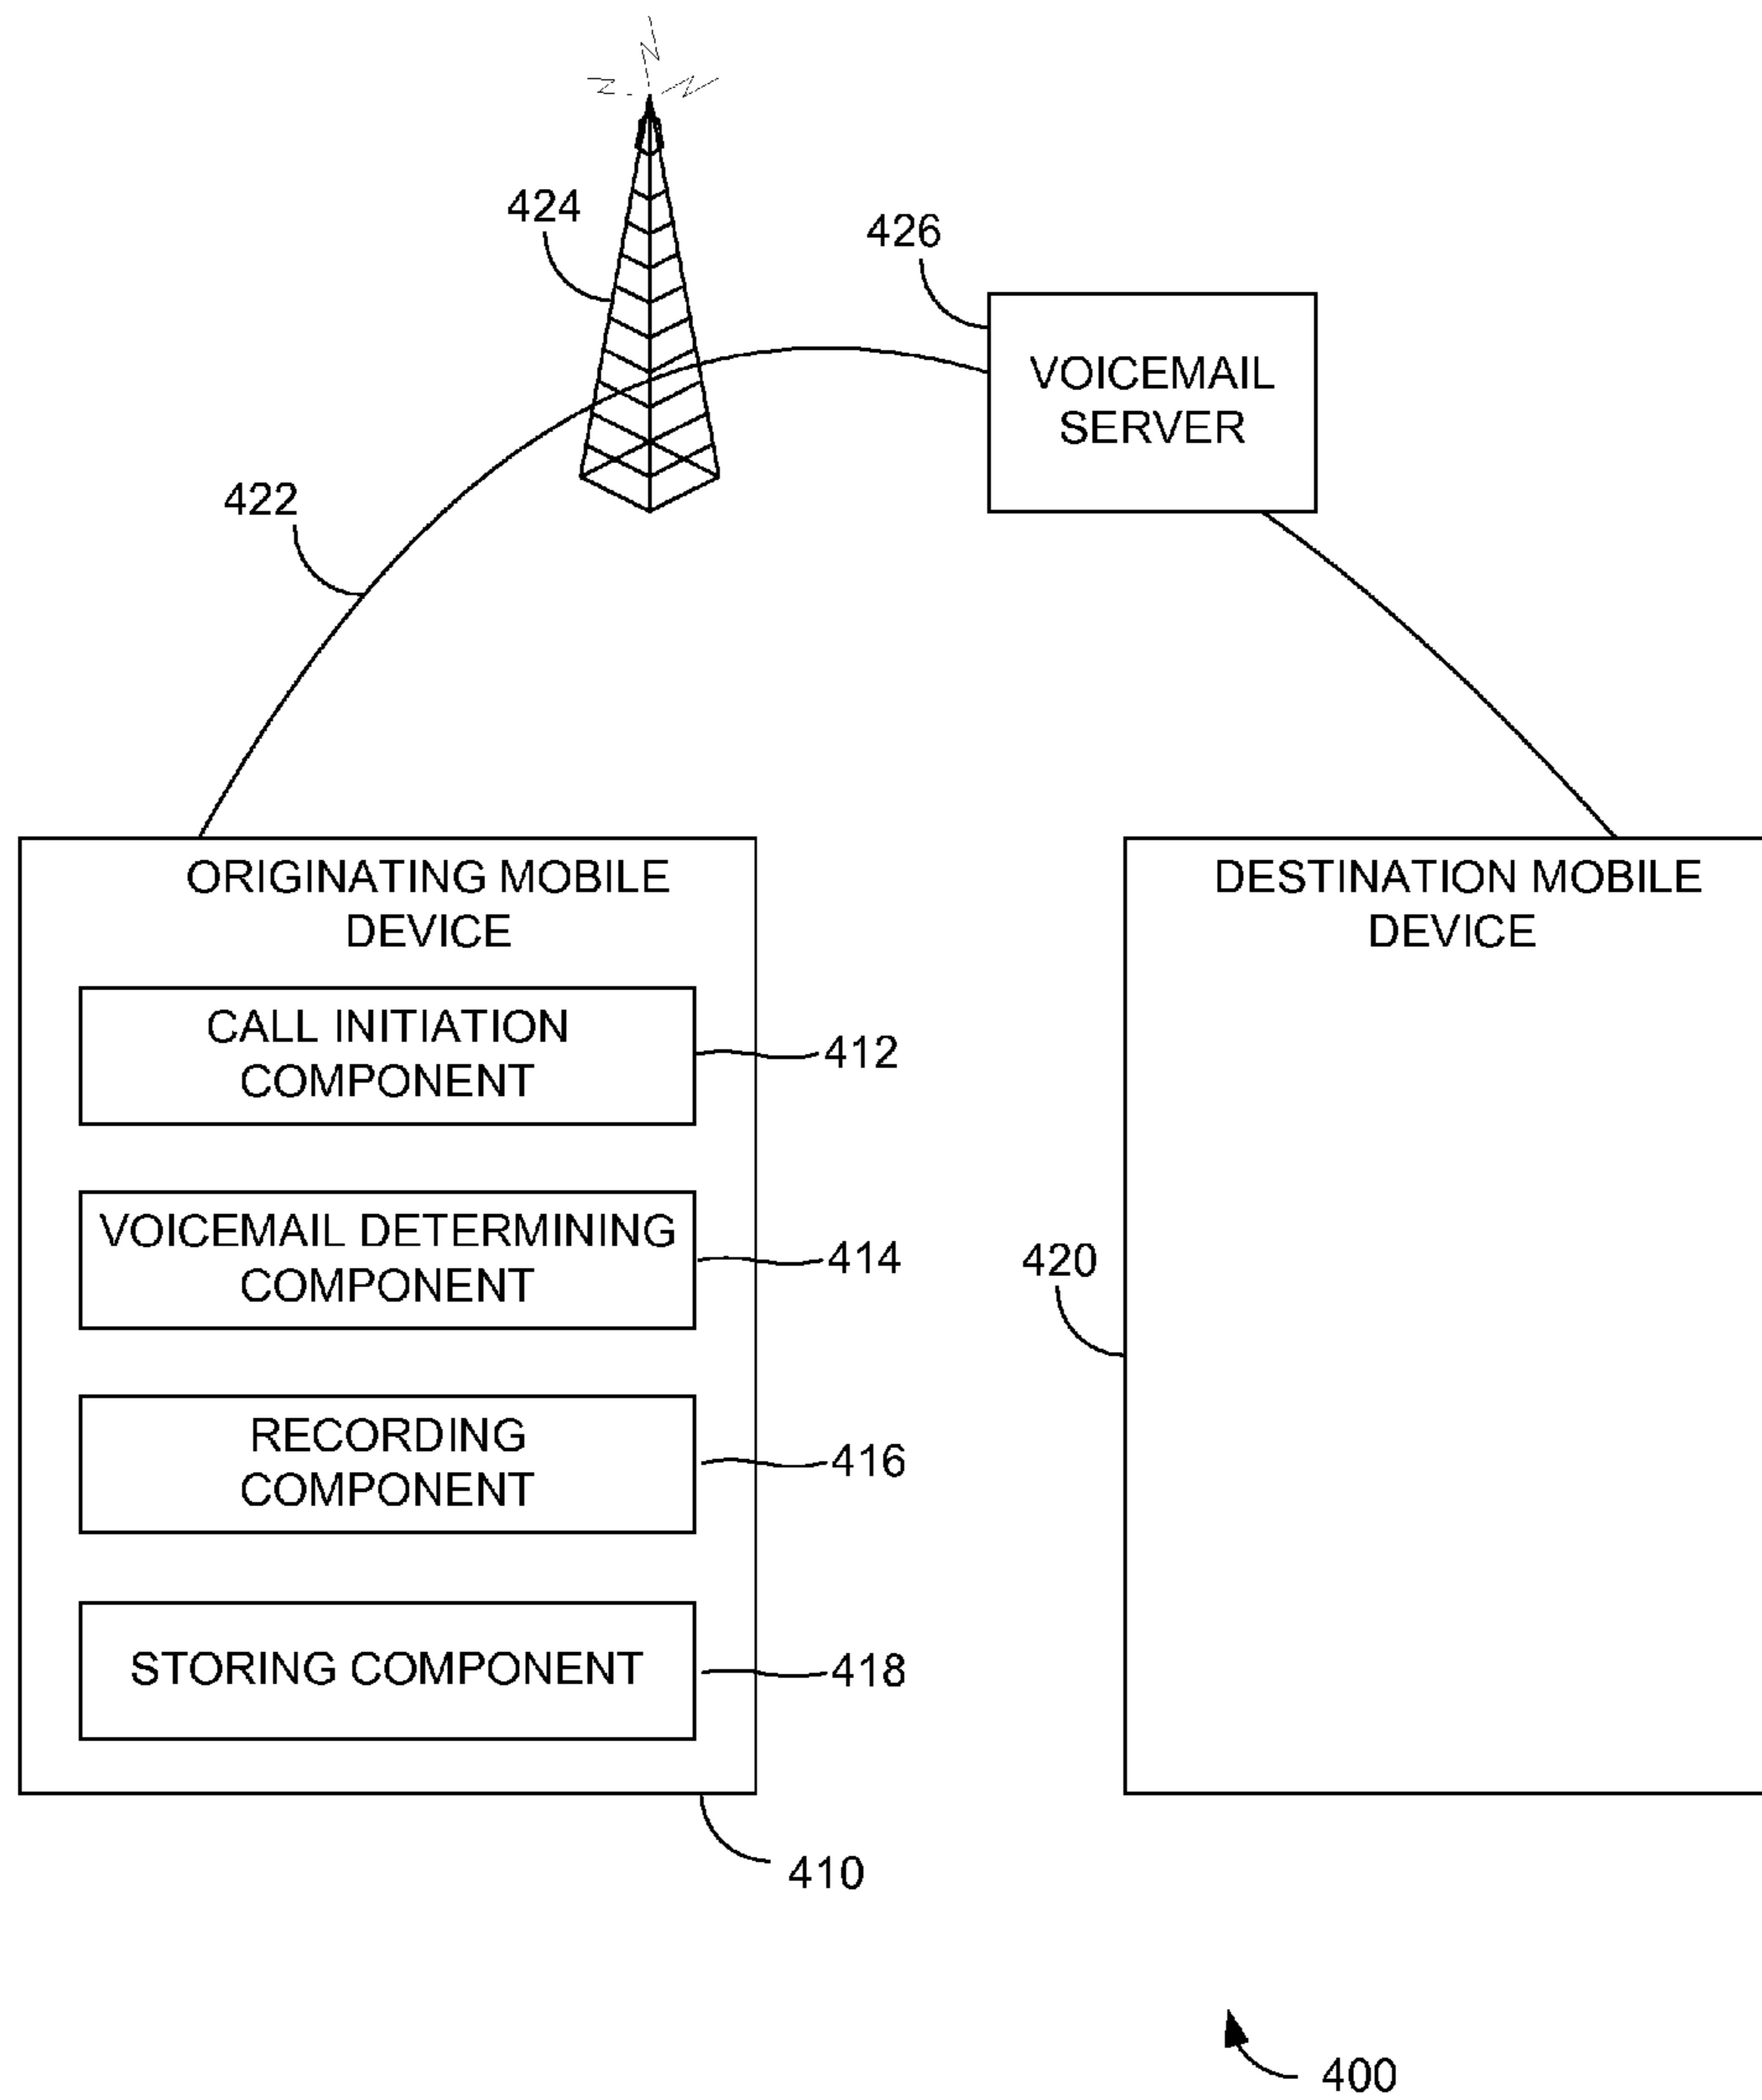 424
426
VOICEMAIL
SERVER
422
ORIGINATING MOBILE
DEVICE
DESTINATION MOBILE
DEVICE
CALL INITIATION
COMPONENT
412
VOICEMAIL DETERMINING
COMPONENT
414
420
RECORDING
COMPONENT
416
STORING COMPONENT
418
410
400